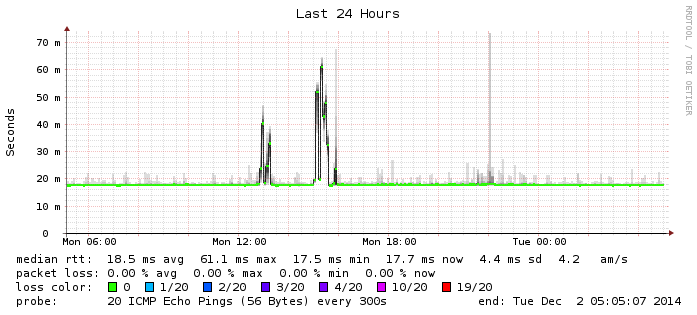 Last 24 Hours
RRDTOOL / TOBI OETIKER
Seconds
70 m
60 m
50 m
40 m
30 m
20 m
10 m
0
Mon 06:00 Mon 12:00 Mon 18:00 Tue 00:00
median rtt: 18.5 ms avg 61.1 ms max 17.5 ms min 17.7 ms now 4.4 ms sd 4.2 am/s
packet loss: 0.00 % avg 0.00 % max 0.00 % min 0.00 % now
loss color: 0 1/20 2/20 3/20 4/20 10/20 19/20
probe: 20 ICMP Echo Pings (56 Bytes) every 300s end: Tue Dec 2 05:05:07 2014